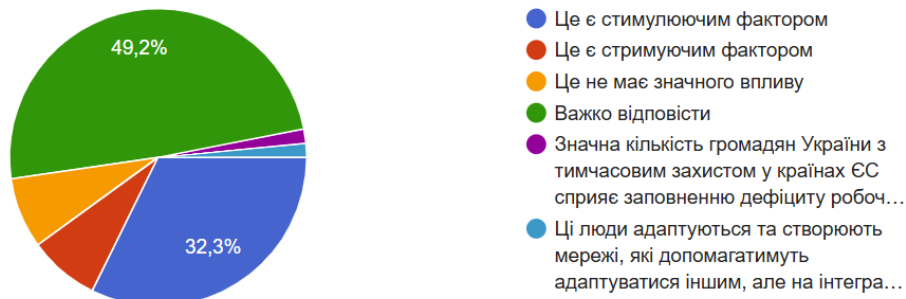 49,2%
32,3%
Це є стимулюючим фактором
Це є стримуючим фактором
Це не має значного впливу
Важко відповісти
Значна кількість громадян України з
тимчасовим захистом у країнах ЄС
сприяє заповненню дефіциту робоч…
Ці люди адаптуються та створюють
мережі, які допомагатимуть
адаптуватися іншим, але на інтегра…